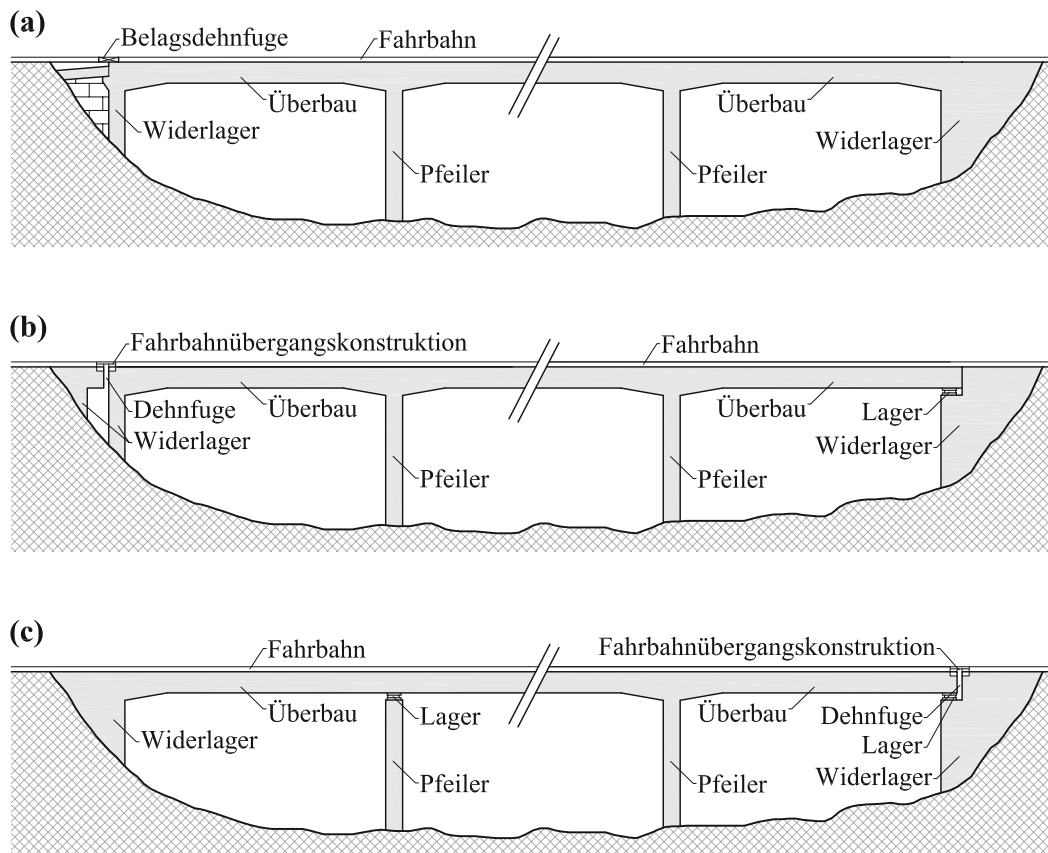 (a)
Belagsdehnfuge
Fahrbahn
Überbau
Überbau
Widerlager
Widerlager
Pfeiler
Pfeiler
(b)
Fahrbahnübergangskonstruktion
Fahrbahn
Dehnfuge
Überbau
Überbau
Lager
Widerlager
Widerlager
Pfeiler
Pfeiler
(c)
Fahrbahn
Fahrbahnübergangskonstruktion
Überbau
Lager
Überbau
Dehnfuge
Widerlager
Lager
Pfeiler
Pfeiler
Widerlager